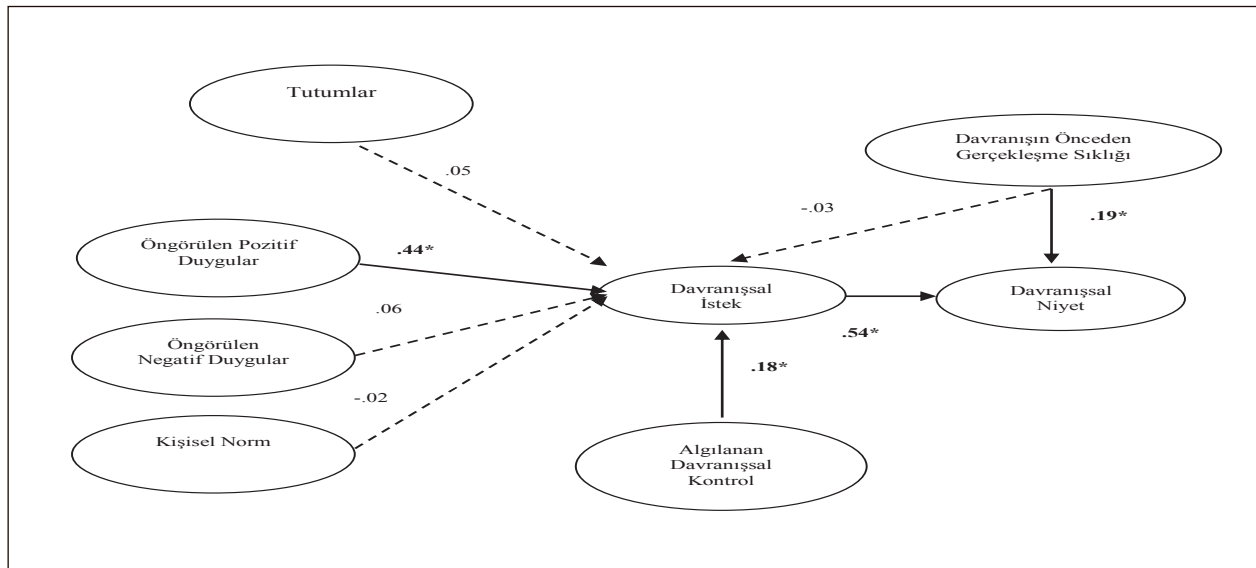 Tutumlar
Davranışın Önceden
Gerçekleşme Sıklığı
.05
-.03
.19*
Öngörülen Pozitif
Duygular
.44*
Davranışsal
İstek
Davranışsal
Niyet
.06
.54*
Öngörülen
Negatif Duygular
.18*
-.02
Kişisel Norm
Algılanan
Davranışsal
Kontrol